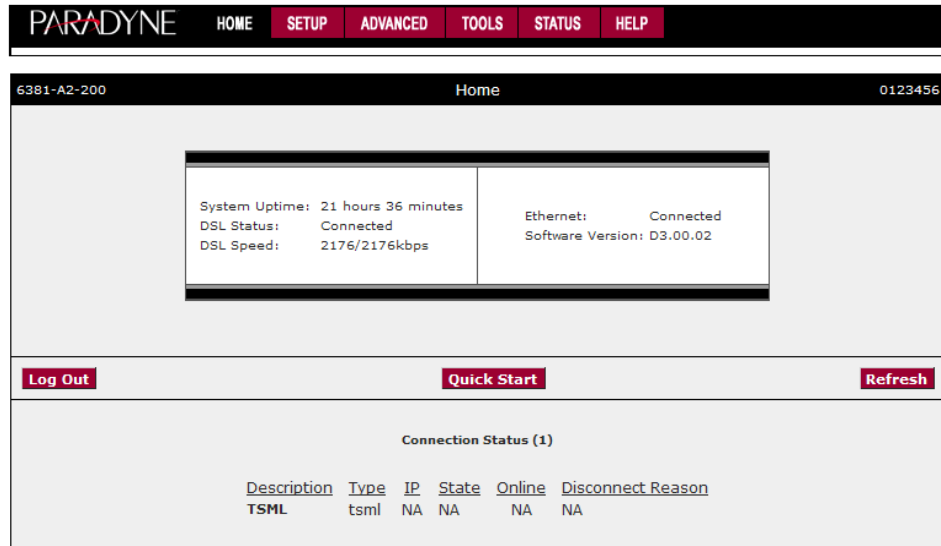 PARADYNE HOME SETUP ADVANCED TOOLS STATUS HELP
6381-A2-200 Home 0123456
System Uptime: 21 hours 36 minutes
DSL Status: Connected
DSL Speed: 2176/2176kbps
Ethernet: Connected
Software Version: D3.00.02
Log Out Quick Start Refresh
Connection Status (1)
Description Type IP State Online Disconnect Reason
TSML tsml NA NA NA NA